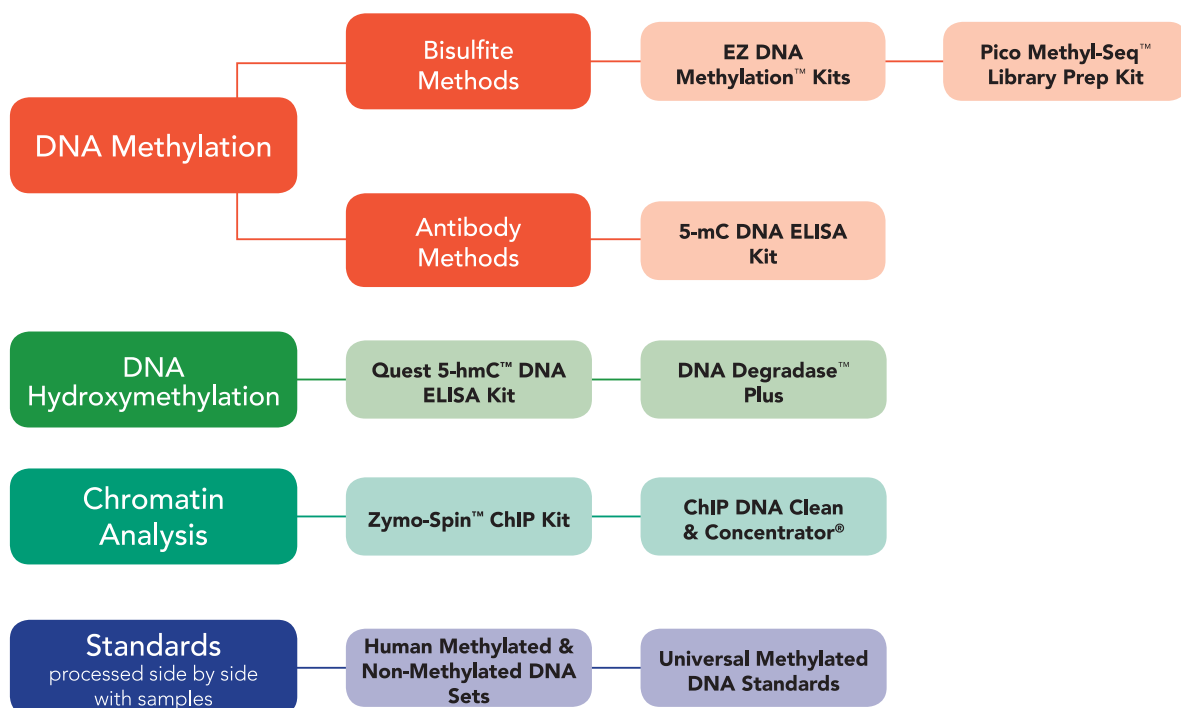 Bisulfite
Methods
EZ DNA
Methylation™ Kits
Pico Methyl-Seq™
Library Prep Kit
DNA Methylation
Antibody
Methods
5-mC DNA ELISA
Kit
DNA
Hydroxymethylation
Quest 5-hmC™ DNA
ELISA Kit
DNA Degradase™
Plus
Chromatin
Analysis
Zymo-Spin™ ChIP Kit
ChIP DNA Clean
& Concentrator®
Standards
processed side by side
with samples
Human Methylated &
Non-Methylated DNA
Sets
Universal Methylated
DNA Standards